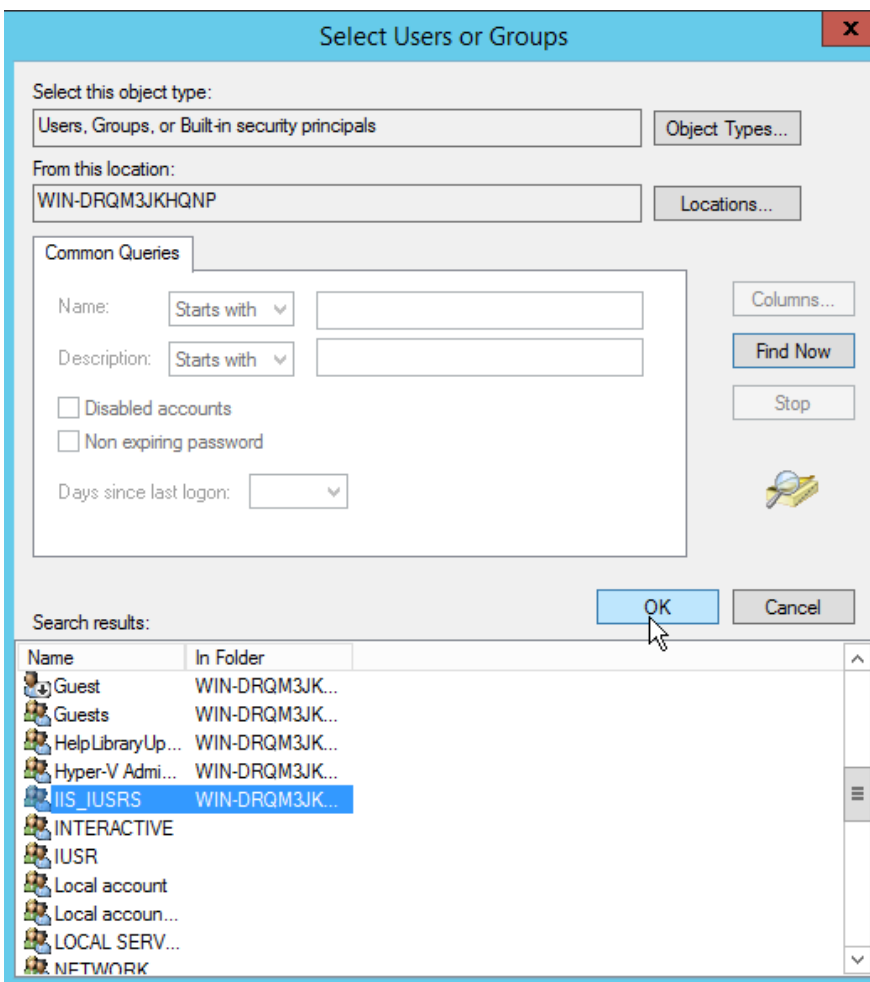 Select Users or Groups
x
Select this object type:
Users, Groups, or Built-in security principals
Object Types...
From this location:
WIN-DRQM3JKHQNP
Locations...
Common Queries
Name:
Starts with
Columns...
Description:
Starts with
Find Now
Disabled accounts
Stop
Non expiring password
Days since last logon:
OK
Cancel
Search results:
Name In Folder
Guest WIN-DRQM3JK...
Guests WIN-DRQM3JK...
HelpLibraryUp... WIN-DRQM3JK...
Hyper-V Admi... WIN-DRQM3JK...
IIS_IUSRS WIN-DRQM3JK...
INTERACTIVE
IUSR
Local account
Local accoun...
LOCAL SERV...
NETWORK